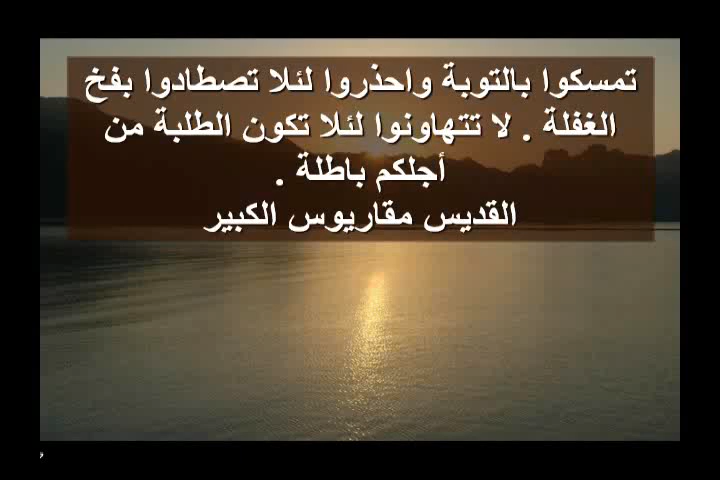 تمسكوا بالتوبة واحذروا لئلا تصطادوا بفخ
الغفلة . لا تتهاونوا لئلا تكون الطلبة من
أجلكم باطلة .
القديس مقاريوس الكبير